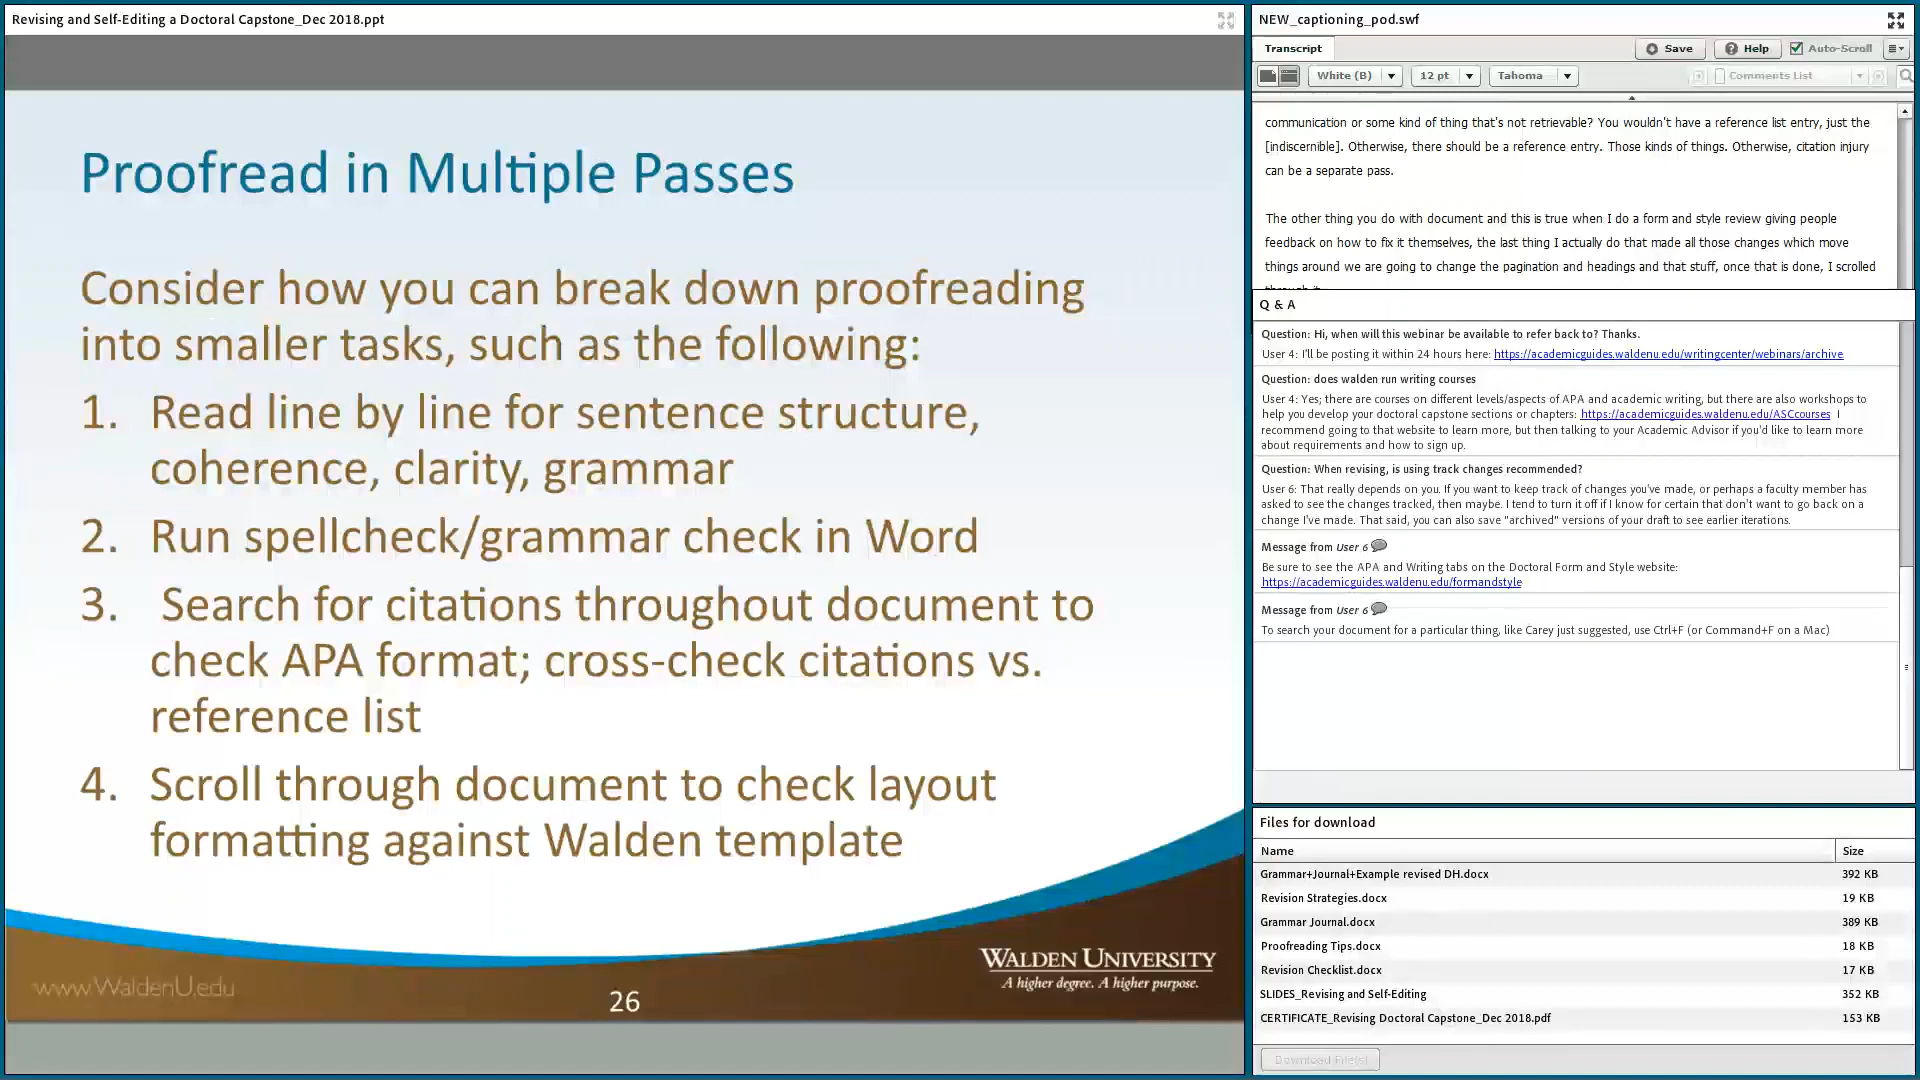 Revising and Self-Editing a Doctoral Capstone_Dec 2018.ppt
Proofread in Multiple Passes
Consider how you can break down proofreading
into smaller tasks, such as the following:
1. Read line by line for sentence structure,
coherence, clarity, grammar
2. Run spellcheck/grammar check in Word
3. Search for citations throughout document to
check APA format; cross-check citations vs.
reference list
4. Scroll through document to check layout
formatting against Walden template
www.WaldenU.edu
26
WALDEN UNIVERSITY
A higher degree. A higher purpose.
NEW_captioning_pod.swf
Transcript
Save
Help
Auto-Scroll
White (B)
12 pt
Tahoma
Comments List
communication or some kind of thing that's not retrievable? You wouldn't have a reference list entry, just the
[indiscernible]. Otherwise, there should be a reference entry. Those kinds of things. Otherwise, citation injury
can be a separate pass.
The other thing you do with document and this is true when I do a form and style review giving people
feedback on how to fix it themselves, the last thing I actually do that made all those changes which move
things around we are going to change the pagination and headings and that stuff, once that is done, I scrolled
through it
Q & A
Question: Hi, when will this webinar be available to refer back to? Thanks.
User 4: I'll be posting it within 24 hours here: https://academicguides.waldenu.edu/writingcenter/webinars/archive
Question: does walden run writing courses
User 4: Yes; there are courses on different levels/aspects of APA and academic writing, but there are also workshops to
help you develop your doctoral capstone sections or chapters: https://academicguides.waldenu.edu/ASCcourses I
recommend going to that website to learn more, but then talking to your Academic Advisor if you'd like to learn more
about requirements and how to sign up.
Question: When revising, is using track changes recommended?
User 6: That really depends on you. If you want to keep track of changes you've made, or perhaps a faculty member has
asked to see the changes tracked, then maybe. I tend to turn it off if I know for certain that don't want to go back on a
change I've made. That said, you can also save "archived" versions of your draft to see earlier iterations.
Message from User 6
Be sure to see the APA and Writing tabs on the Doctoral Form and Style website:
https://academicguides.waldenu.edu/formandstyle
Message from User 6
To search your document for a particular thing, like Carey just suggested, use Ctrl+F (or Command+F on a Mac)
Files for download
Name Size
Grammar+Journal+Example revised DH.docx 392 KB
Revision Strategies.docx 19 KB
Grammar Journal.docx 389 KB
Proofreading Tips.docx 18 KB
Revision Checklist.docx 17 KB
SLIDES_Revising and Self-Editing 352 KB
CERTIFICATE_Revising Doctoral Capstone_Dec 2018.pdf 153 KB
Download File(s)